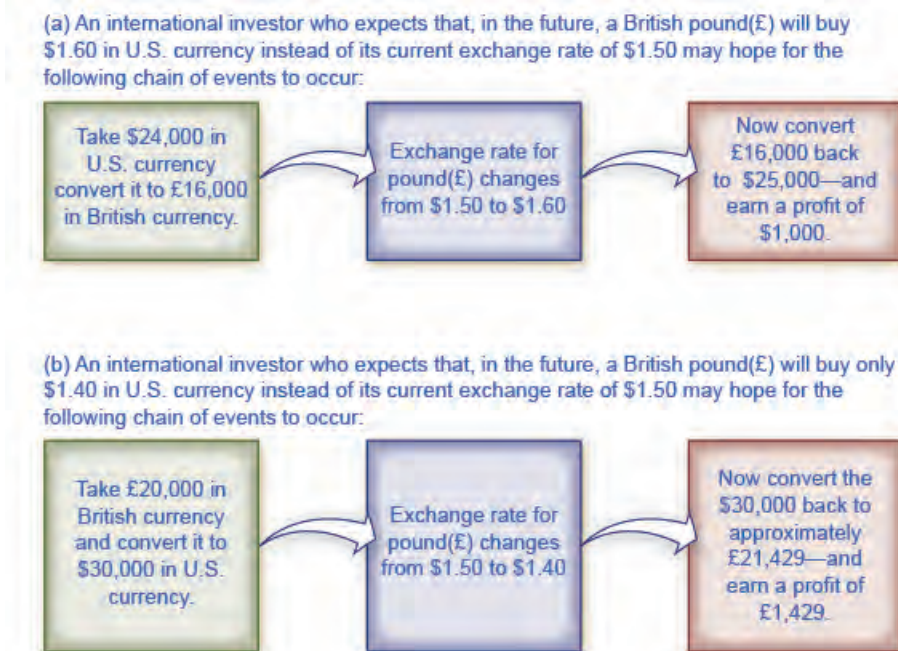 (a) An international investor who expects that, in the future, a British pound(£) will buy
$1.60 in U.S. currency instead of its current exchange rate of $1.50 may hope for the
following chain of events to occur:
Take $24,000 in
U.S. currency
convert it to £16,000
in British currency.
Exchange rate for
pound(£) changes
from $1.50 to $1.60
Now convert
£16,000 back
to $25,000—and
earn a profit of
$1,000.
(b) An international investor who expects that, in the future, a British pound(£) will buy only
$1.40 in U.S. currency instead of its current exchange rate of $1.50 may hope for the
following chain of events to occur:
Take £20,000 in
British currency
and convert it to
$30,000 in U.S.
currency.
Exchange rate for
pound(£) changes
from $1.50 to $1.40
Now convert the
$30,000 back to
approximately
£21,429—and
earn a profit of
£1,429.